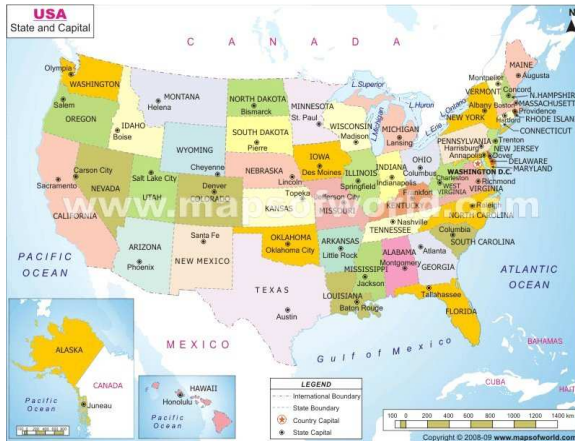 USA
State and Capital
N
C A N A D A
Olympia
WASHINGTON
Salem
OREGON
MONTANA
Helena
IDAHO
Boise
NORTH DAKOTA
Bismarck
SOUTH DAKOTA
Pierre
MINNESOTA
St. Paul
WISCONSIN
Madison
L.Superior
L.Michigan
L.Huron
MICHIGAN
Lansing
L. Erie
L.Ontario
MAINE
Augusta
Montpelier
VERMONT
Concord
N.HAMPSHIRE
Albany
Boston
MASSACHUSETTS
NEW YORK
Providence
Hartford
RHODE ISLAND
CONNECTICUT
PENNSYLVANIA
Harrisburg
Trenton
NEW JERSEY
Annapolis
Dover
DELAWARE
MARYLAND
WASHINGTON D.C.
WYOMING
Cheyenne
NEBRASKA
Lincoln
IOWA
Des Moines
ILLINOIS
Springfield
INDIANA
Indianapolis
OHIO
Columbus
Charleston
WEST
VIRGINIA
Richmond
VIRGINIA
Carson City
NEVADA
Sacramento
CALIFORNIA
Salt Lake City
UTAH
Denver
COLORADO
Topeka
KANSAS
Jefferson City
MISSOURI
Frankfort
KENTUCKY
Raleigh
NORTH CAROLINA
www.mapsofworld.com
Nashville
TENNESSEE
Columbia
SOUTH CAROLINA
ARIZONA
Phoenix
Santa Fe
NEW MEXICO
OKLAHOMA
Oklahoma City
ARKANSAS
Little Rock
MISSISSIPPI
Jackson
ALABAMA
Montgomery
Atlanta
GEORGIA
TEXAS
Austin
LOUISIANA
Baton Rouge
Tallahassee
FLORIDA
PACIFIC
OCEAN
ATLANTIC
OCEAN
M E X I C O
Gulf of Mexico
BAHAMAS
CUBA
HAITI
ALASKA
CANADA
Pacific
Ocean
Juneau
HAWAII
Honolulu
Pacific
Ocean
LEGEND
International Boundary
State Boundary
Country Capital
State Capital
100 0 200 400 600 800 1000 1200 1400 km
Copyright © 2008-09 www.mapsofworld.com